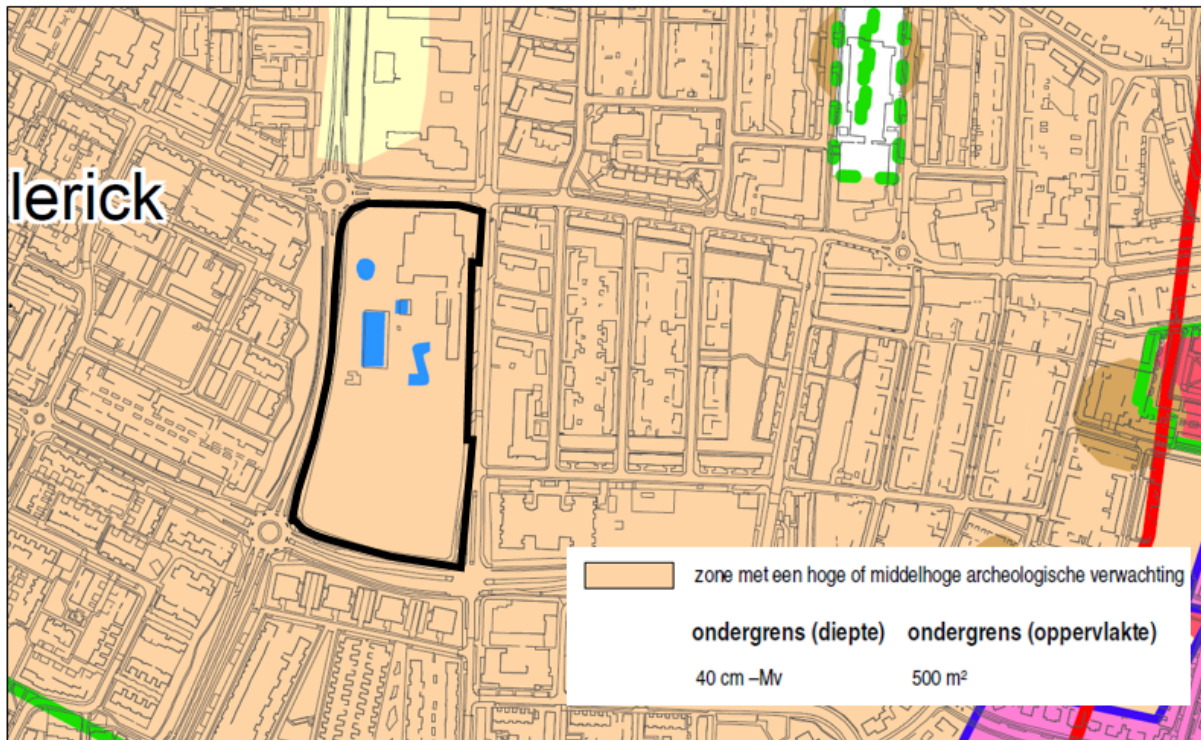 lerick
zone met een hoge of middelhoge archeologische verwachting
ondergrens (diepte) ondergrens (oppervlakte)
40 cm –Mv 500 m²